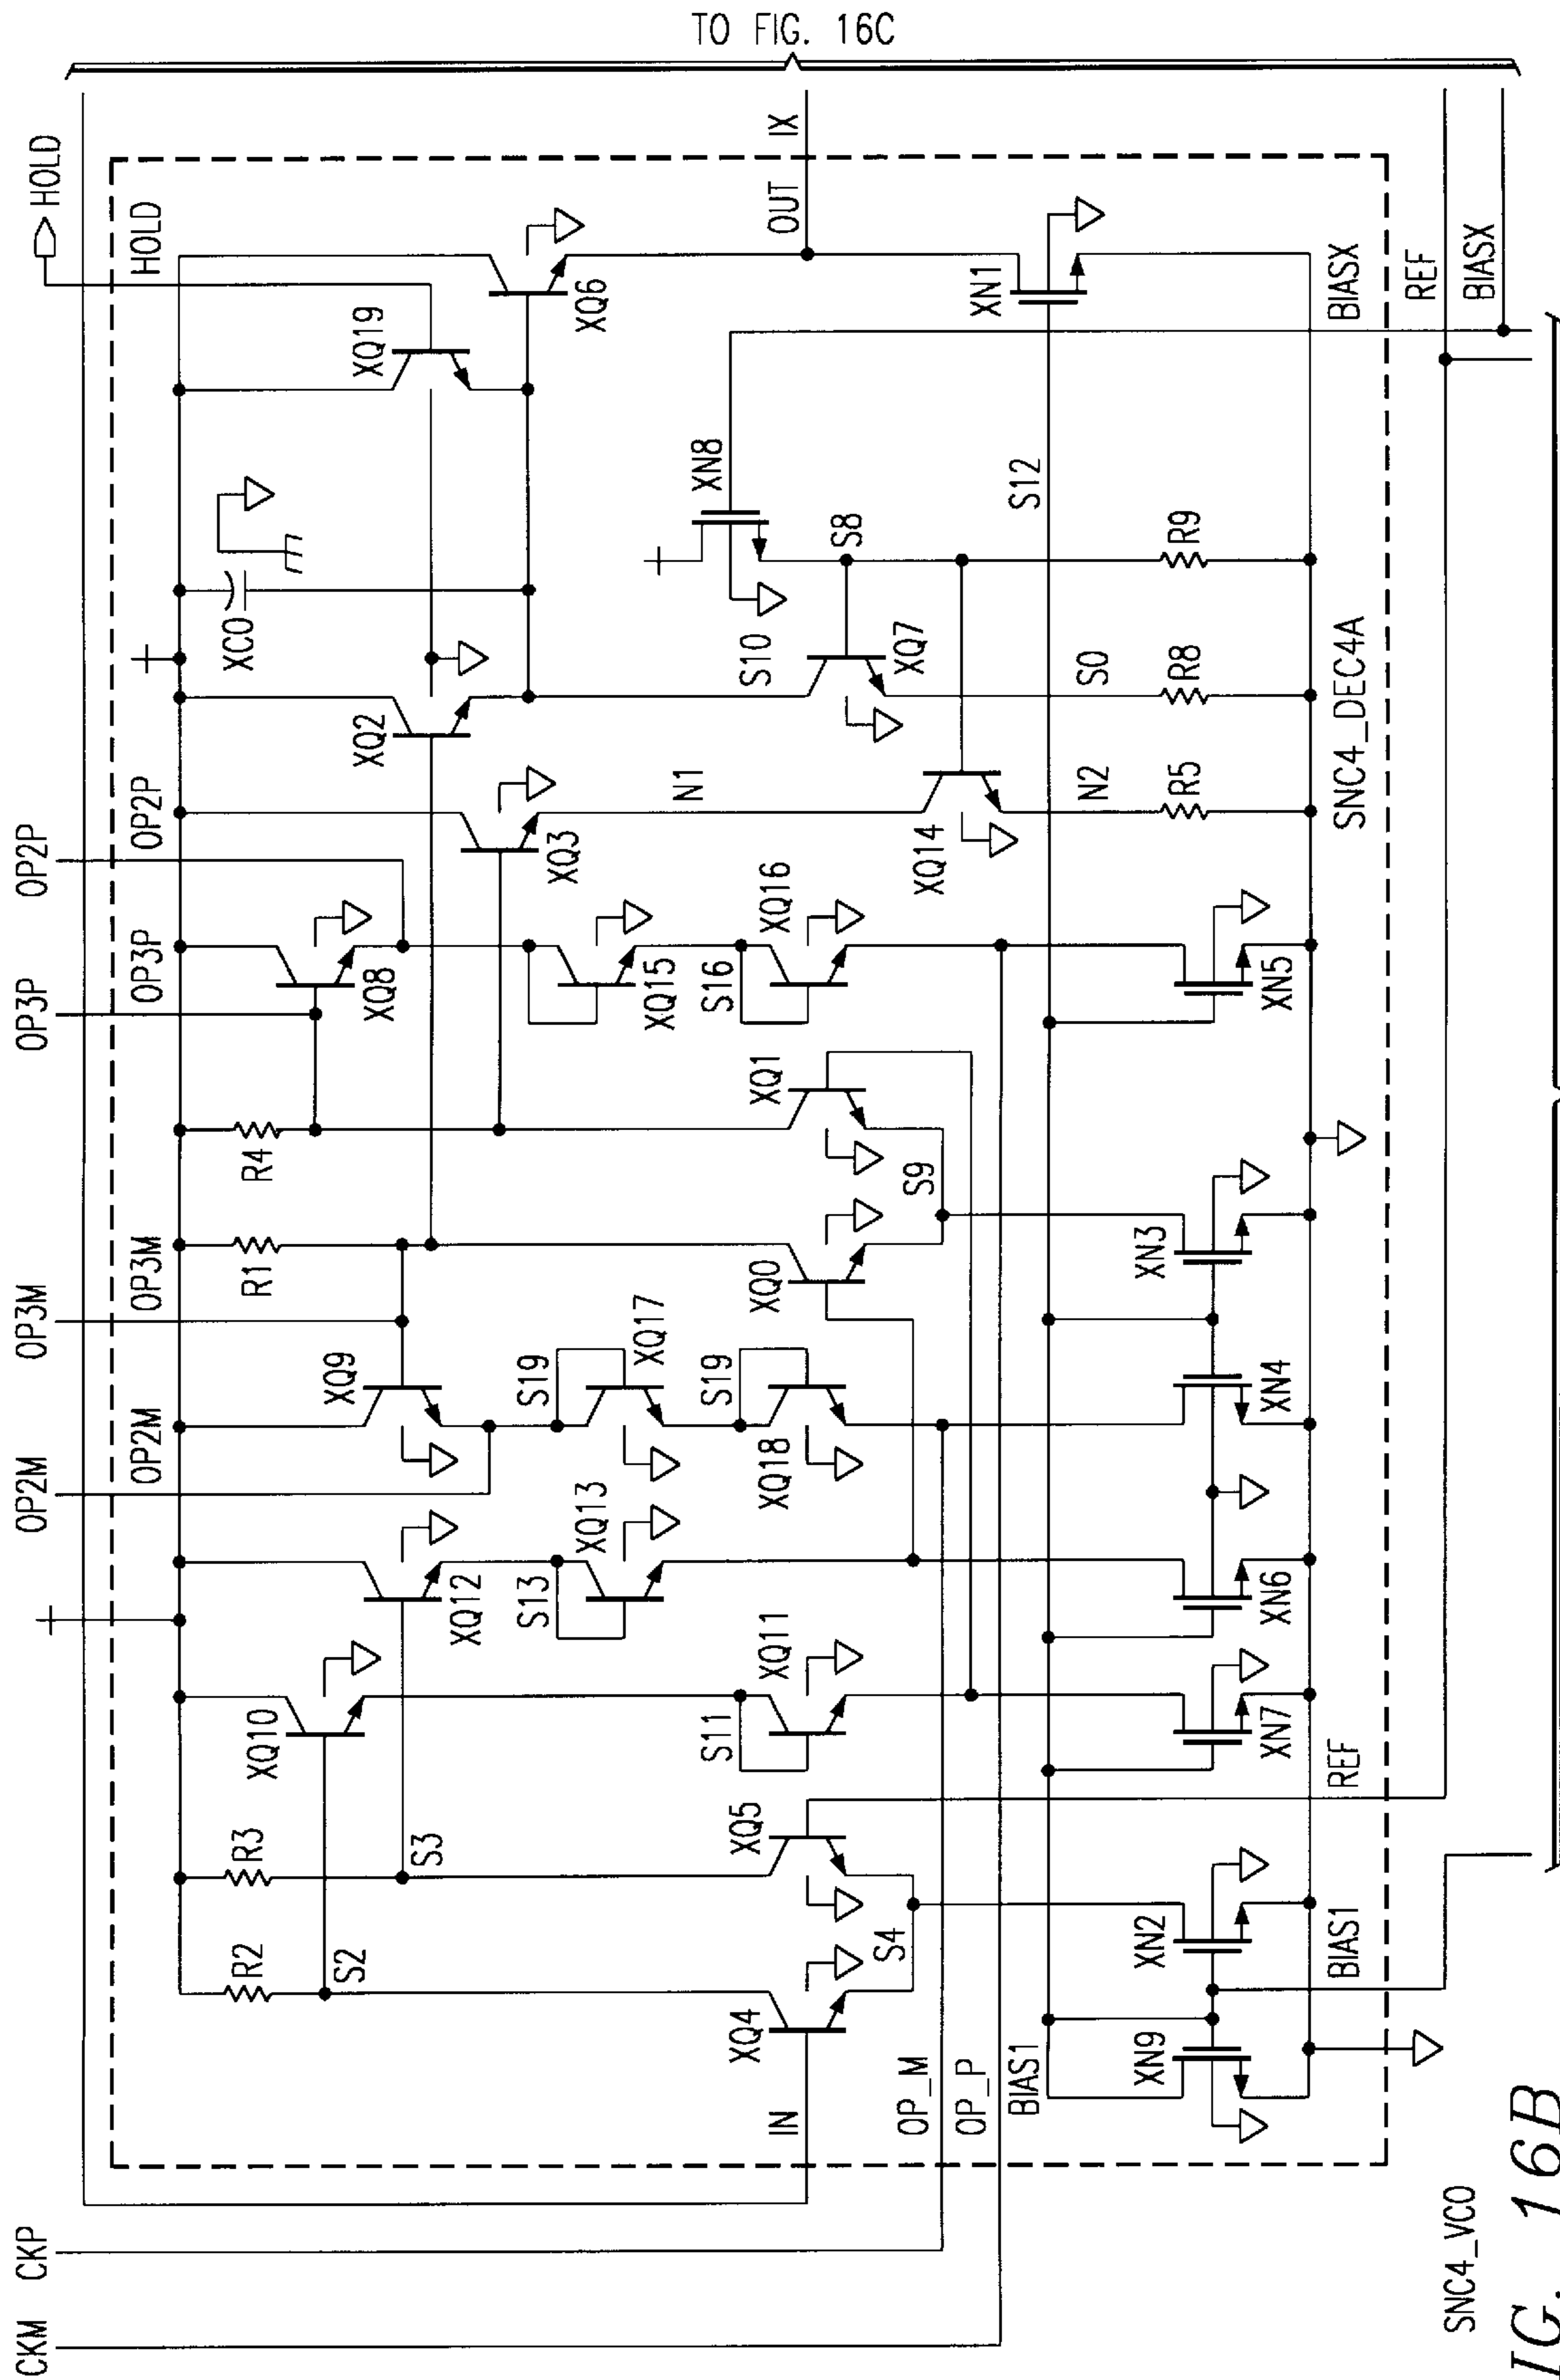 TO FIG. 16C
HOLD
HOLD
OUT
IX
BIASX
REF
BIASX
XQ19
XQ6
XN1
XC0
XN8
S8
S12
R9
S10
XQ7
S0
R8
XQ2
N1
N2
R5
XQ14
XQ3
SNC4_DEC4A
OP2P
OP2P
OP3P
OP3P
XQ8
XQ15
S16
XQ16
XN5
XQ1
R4
S9
XQ0
R1
XN3
OP3M
OP3M
XQ9
S19
XQ17
S19
XQ18
XN4
OP2M
OP2M
XQ12
S13
XQ13
XN6
XQ10
S11
XQ11
XN7
REF
R3
S3
XQ5
R2
S2
XQ4
S4
XN2
BIAS1
XN9
IN
OP_M
OP_P
BIAS1
CKP
CKM
SNC4_VCO
IG. 16B